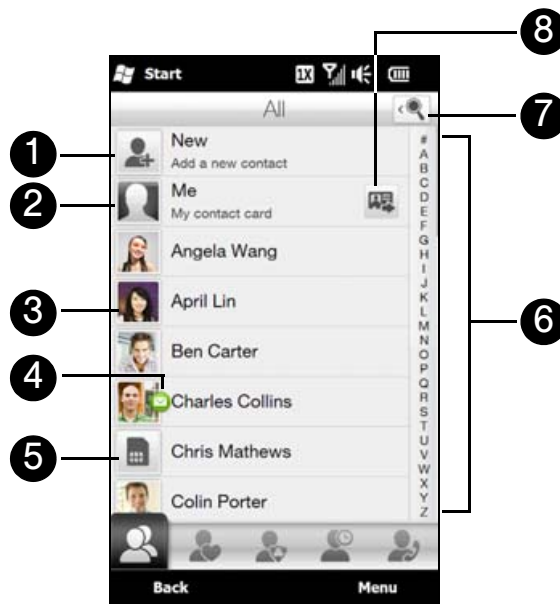 8
Start
1X
All
7
New
Add a new contact
1
Me
My contact card
2
Angela Wang
April Lin
3
Ben Carter
4
Charles Collins
5
Chris Mathews
Colin Porter
#
A
B
C
D
E
F
G
H
I
J
K
L
M
N
O
P
Q
R
S
T
U
V
W
X
Y
Z
6
Back
Menu